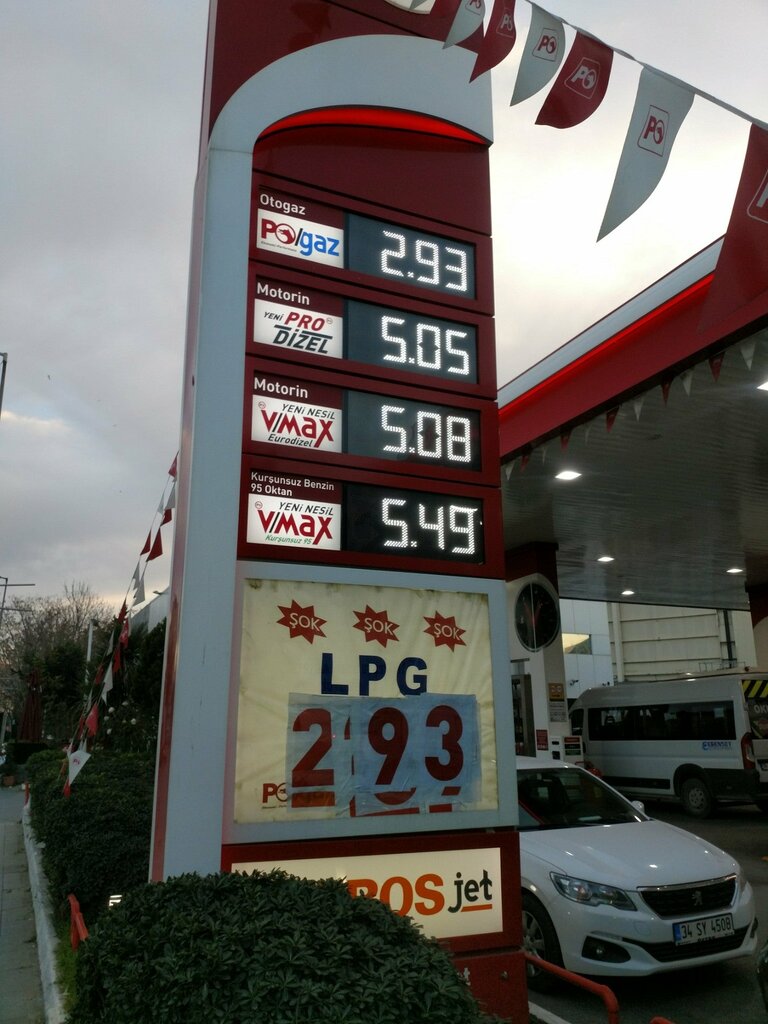 PO
PO
PO
PO
PO
Otogaz
PO/gaz
2.93
Motorin
YENİ PRO
DİZEL
5.05
Motorin
YENİ NESİL
V/MAX
Eurodizel
5.08
Kurşunsuz Benzin
95 Oktan
YENİ NESİL
V/MAX
Kurşunsuz 95
5.49
ŞOK ŞOK ŞOK
LPG
2.93
PO
jet
34 SY 4508